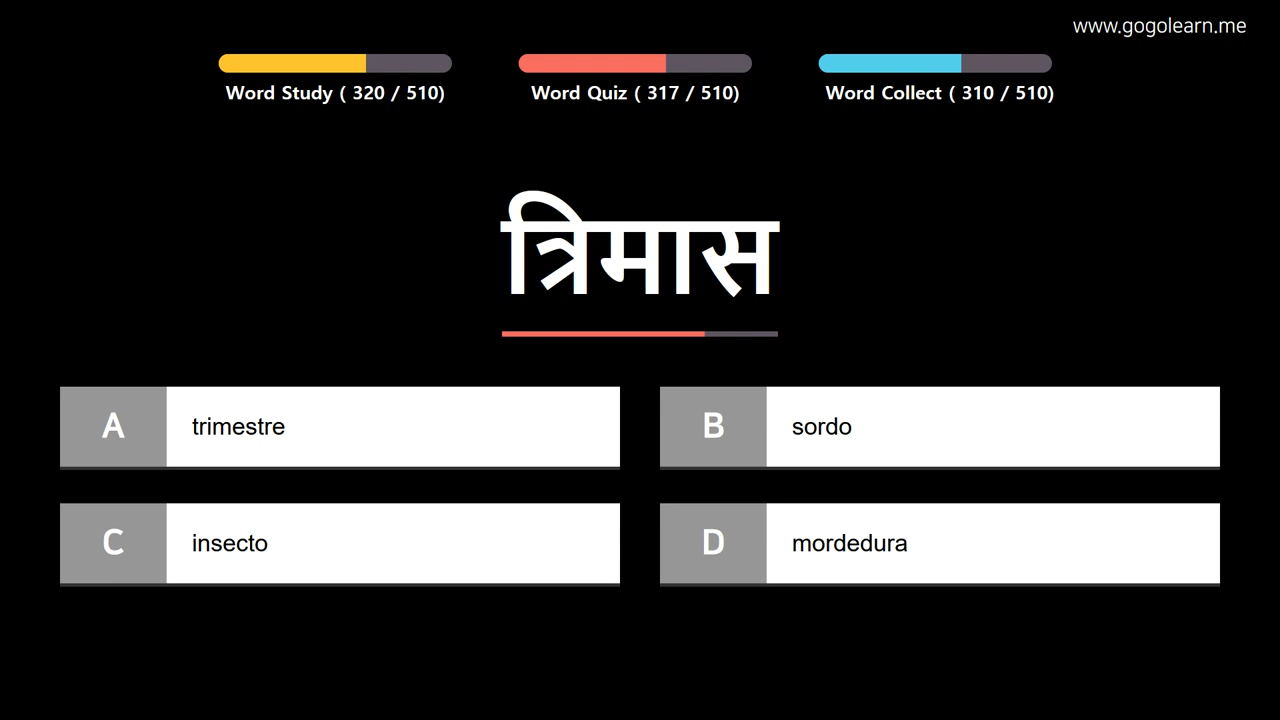 www.gogolearn.me
Word Study ( 320 / 510)
Word Quiz ( 317 / 510)
Word Collect ( 310 / 510)
त्रिमास
A trimestre
B sordo
C insecto
D mordedura